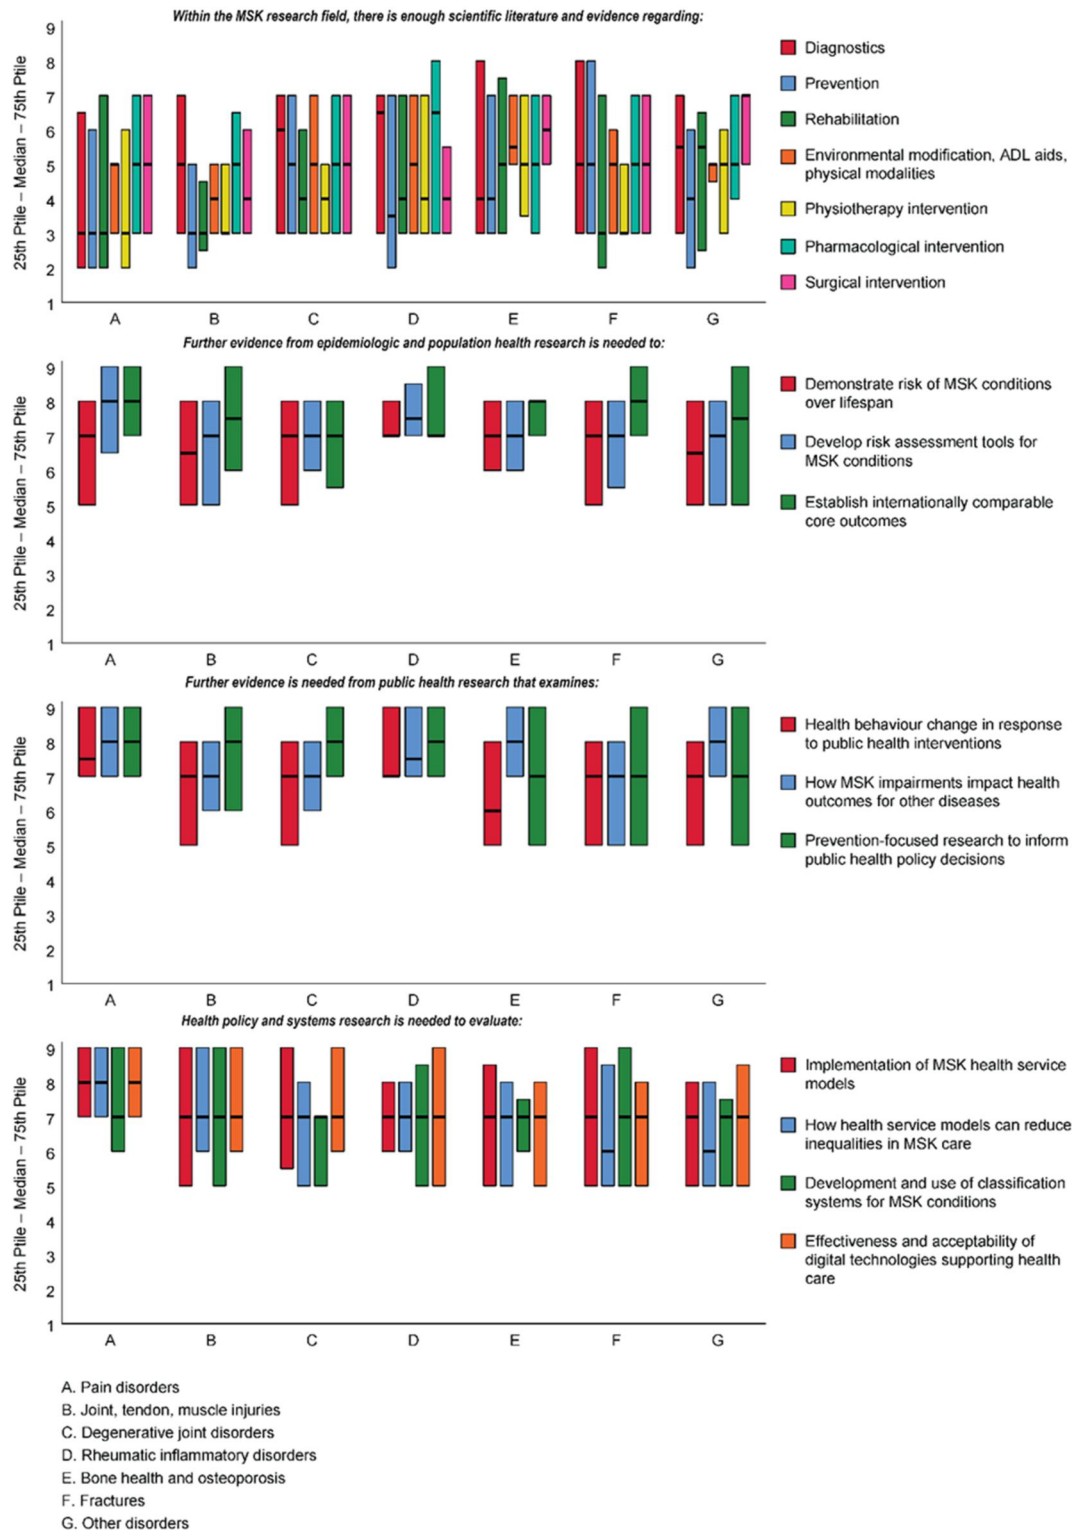 Within the MSK research field, there is enough scientific literature and evidence regarding:
25th Ptile – Median – 75th Ptile
9
8
7
6
5
4
3
2
1
A B C D E F G
Diagnostics
Prevention
Rehabilitation
Environmental modification, ADL aids,
physical modalities
Physiotherapy intervention
Pharmacological intervention
Surgical intervention
Further evidence from epidemiologic and population health research is needed to:
25th Ptile – Median – 75th Ptile
9
8
7
6
5
4
3
2
1
A B C D E F G
Demonstrate risk of MSK conditions
over lifespan
Develop risk assessment tools for
MSK conditions
Establish internationally comparable
core outcomes
Further evidence is needed from public health research that examines:
25th Ptile – Median – 75th Ptile
9
8
7
6
5
4
3
2
1
A B C D E F G
Health behaviour change in response
to public health interventions
How MSK impairments impact health
outcomes for other diseases
Prevention-focused research to inform
public health policy decisions
Health policy and systems research is needed to evaluate:
25th Ptile – Median – 75th Ptile
9
8
7
6
5
4
3
2
1
A B C D E F G
Implementation of MSK health service
models
How health service models can reduce
inequalities in MSK care
Development and use of classification
systems for MSK conditions
Effectiveness and acceptability of
digital technologies supporting health
care
A. Pain disorders
B. Joint, tendon, muscle injuries
C. Degenerative joint disorders
D. Rheumatic inflammatory disorders
E. Bone health and osteoporosis
F. Fractures
G. Other disorders